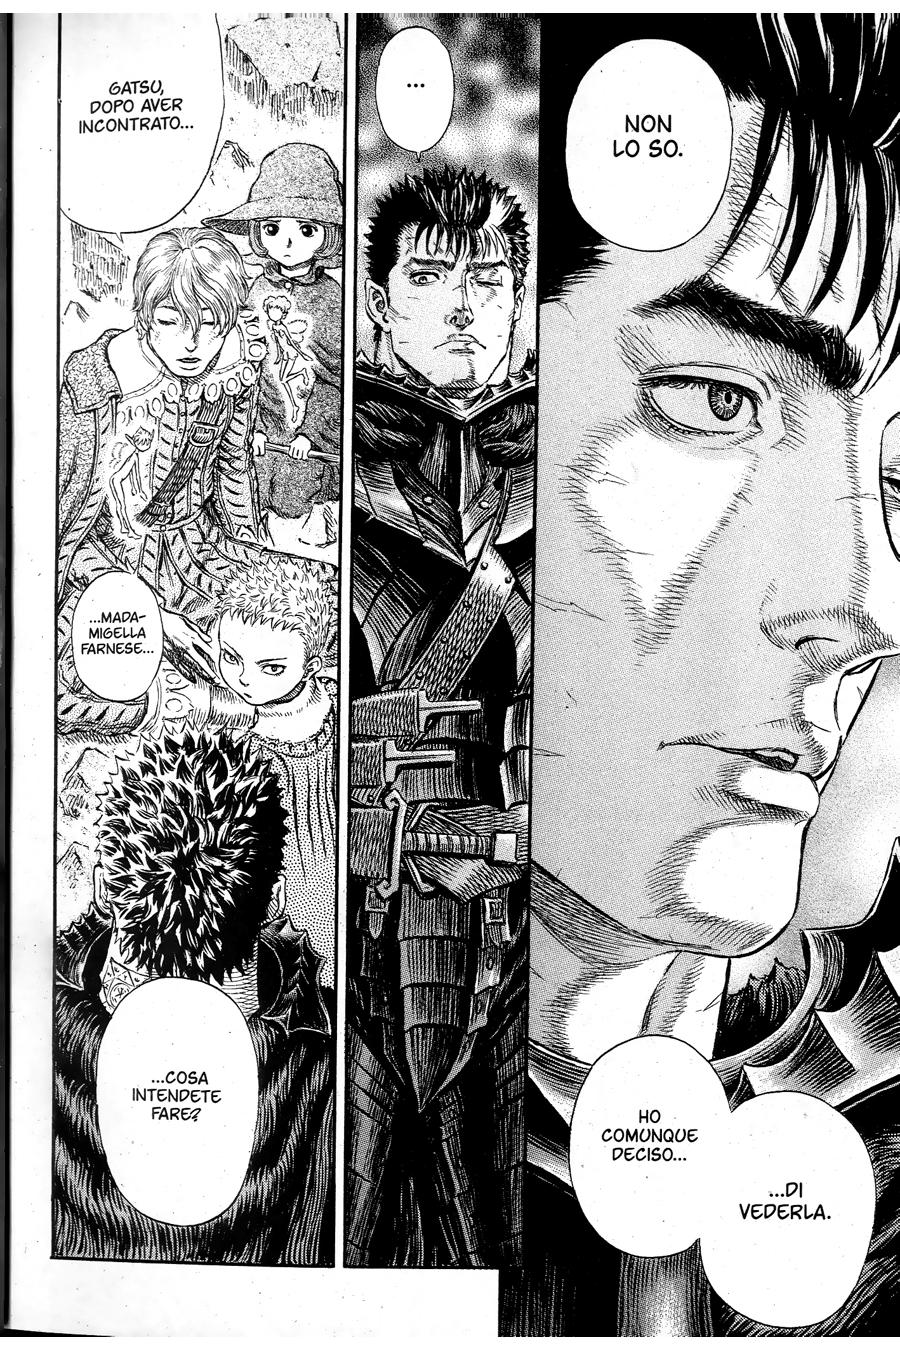 GATSU,
DOPO AVER
INCONTRATO...
...MADA-
MIGELLA
FARNESE...
...COSA
INTENDETE
FARE?
...
NON
LO SO.
HO
COMUNQUE
DECISO...
...DI
VEDERLA.